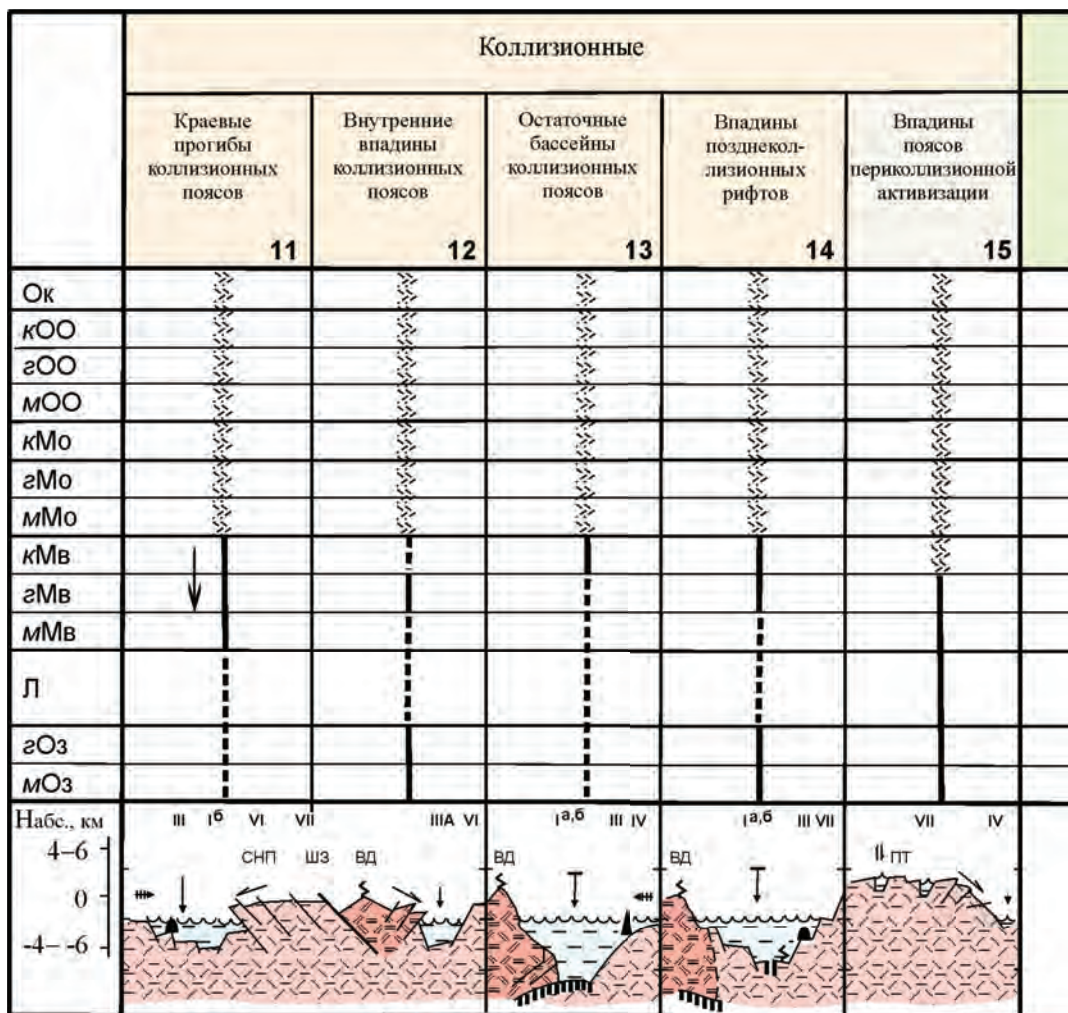 Коллизионные
Краевые
прогибы
коллизионных
поясов
11
Внутренние
впадины
коллизионных
поясов
12
Остаточные
бассейны
коллизионных
поясов
13
Впадины
позднекол-
лизионных
рифтов
14
Впадины
поясов
периколлизионной
активизации
15
Ок
кОО
гОО
мОО
кМо
гМо
мМо
кМв
гМв
мМв
Л
гОз
мОз
Набс., км
4–6
0
-4–-6
III Iб VI VII IIIА VI
Iа,б III IV
Iа,б III VII
VII IV
СНП ШЗ ВД
ВД
ВД
ПТ